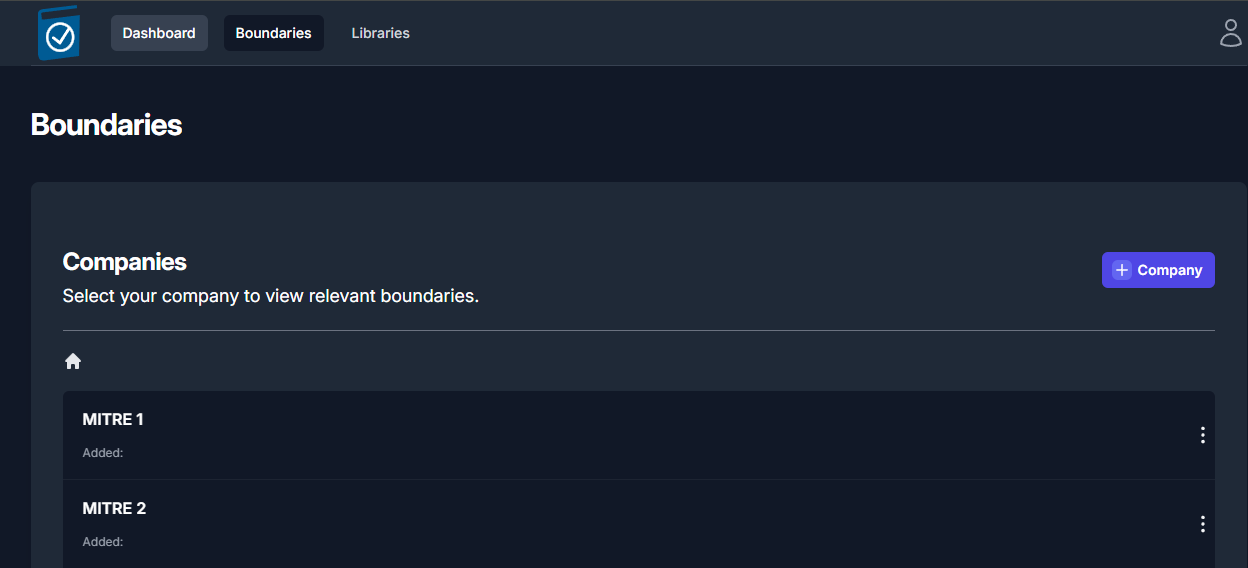 Dashboard
Boundaries
Libraries
Boundaries
Companies
Select your company to view relevant boundaries.
Company
MITRE 1
Added:
MITRE 2
Added: